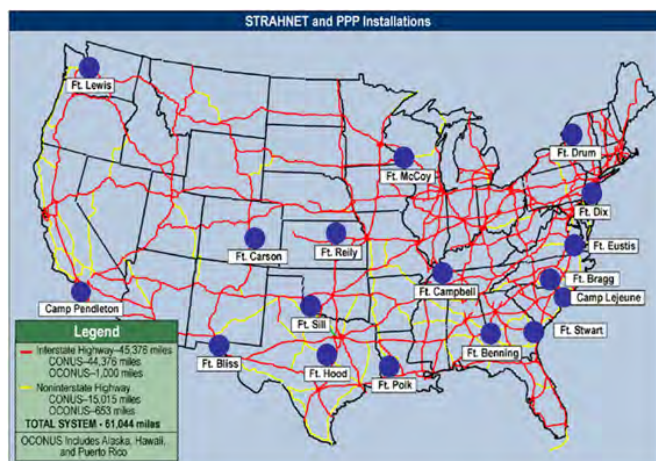 STRAHNET and PPP Installations
Ft. Lewis
Ft. Drum
Ft. McCoy
Ft. Dix
Ft. Eustis
Ft. Carson
Ft. Reily
Ft. Bragg
Ft. Campbell
Camp Lejeune
Camp Pendleton
Ft. Sill
Ft. Stwart
Ft. Benning
Ft. Bliss
Ft. Hood
Ft. Polk
Legend
Interstate Highway–45,376 miles
CONUS–44,376 miles
OCONUS–1,000 miles
Noninterstate Highway
CONUS–15,015 miles
OCONUS–653 miles
TOTAL SYSTEM - 61,044 miles
OCONUS Includes Alaska, Hawaii,
and Puerto Rico